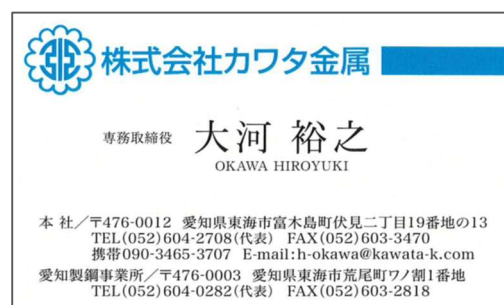 株式会社カワタ金属
専務取締役 大河 裕之
OKAWA HIROYUKI
本 社／〒476-0012 愛知県東海市富木島町伏見二丁目19番地の13
TEL(052)604-2708(代表) FAX(052)603-3470
携帯090-3465-3707 E-mail:h-okawa@kawata-k.com
愛知製鋼事業所／〒476-0003 愛知県東海市荒尾町ワノ割1番地
TEL(052)604-0282(代表) FAX(052)603-2818